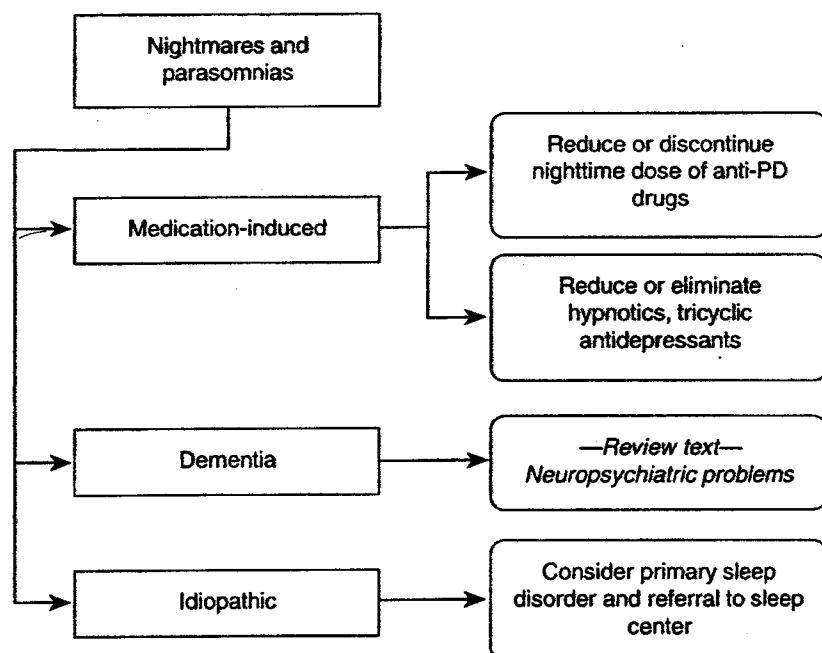 Nightmares and
parasomnias
Medication-induced
Reduce or discontinue
nighttime dose of anti-PD
drugs
Reduce or eliminate
hypnotics, tricyclic
antidepressants
Dementia
—Review text—
Neuropsychiatric problems
Idiopathic
Consider primary sleep
disorder and referral to sleep
center